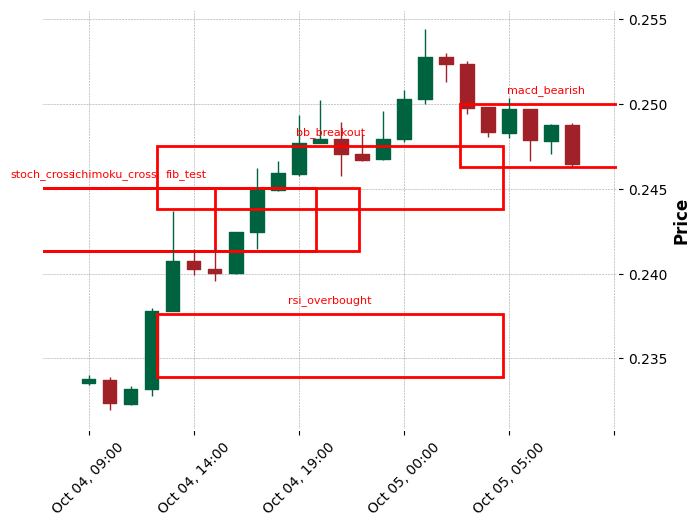 0.255
0.250
0.245
0.240
0.235
Price
macd_bearish
bb_breakout
stoch_cross
ichimoku_cross
fib_test
rsi_overbought
Oct 04, 09:00
Oct 04, 14:00
Oct 04, 19:00
Oct 05, 00:00
Oct 05, 05:00